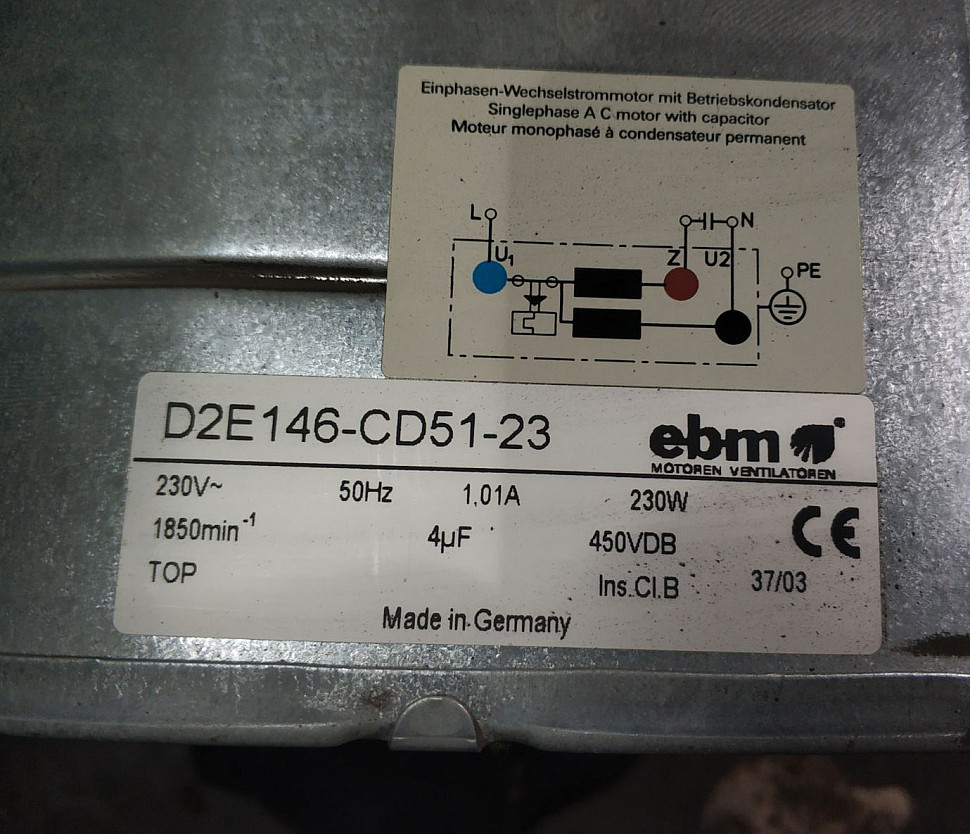 Einphasen-Wechselstrommotor mit Betriebskondensator
Singlephase A C motor with capacitor
Moteur monophasé à condensateur permanent
L
N
U1
Z
U2
PE
D2E146-CD51-23
ebm
MOTOREN VENTILATOREN
230V~ 50Hz 1,01A 230W
1850min-1 4µF 450VDB CE
TOP Ins.Cl.B 37/03
Made in Germany